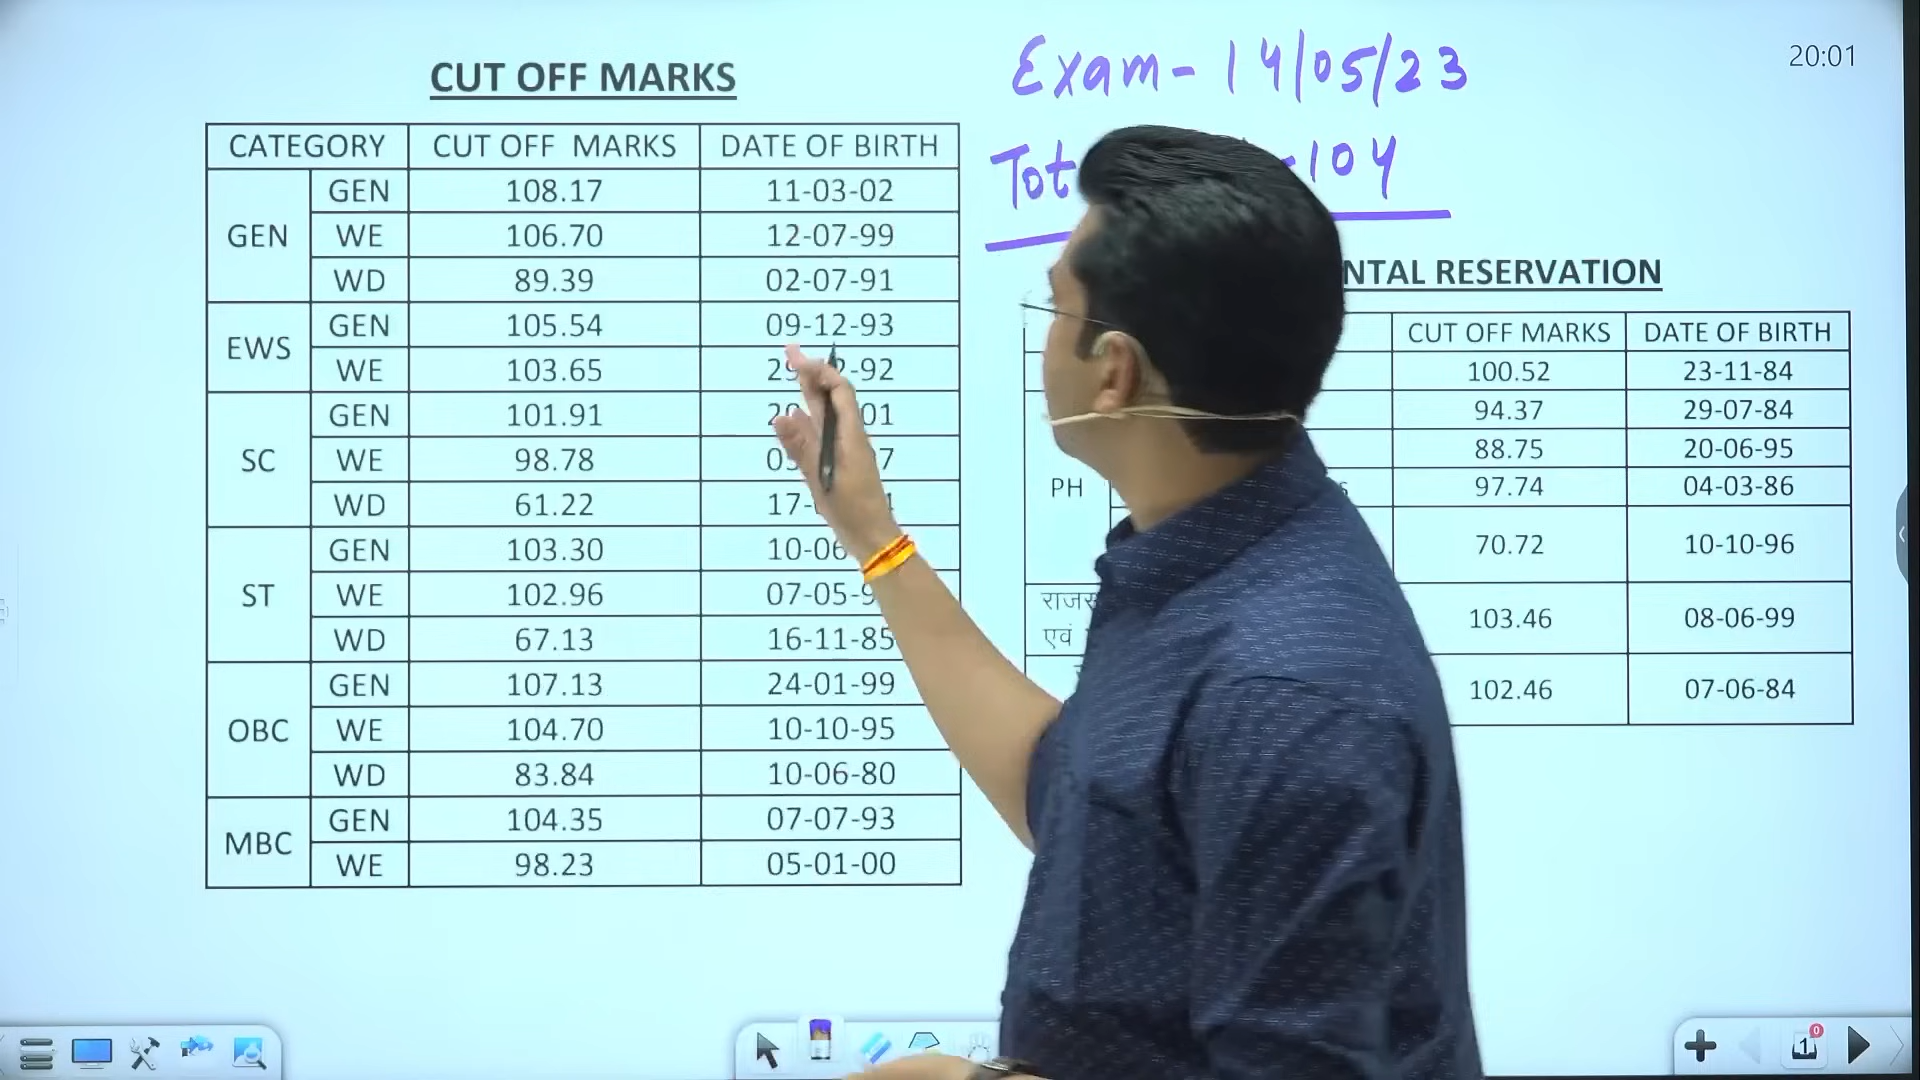 Exam-14/05/23
20:01
CUT OFF MARKS
-104
CATEGORY CUT OFF MARKS DATE OF BIRTH
GEN GEN 108.17 11-03-02
WE 106.70 12-07-99
WD 89.39 02-07-91
EWS GEN 105.54 09-12-93
WE 103.65
SC GEN 101.91
WE 98.78
WD 61.22
ST GEN 103.30
WE 102.96
WD 67.13 16-11-85
OBC GEN 107.13 24-01-99
WE 104.70 10-10-95
WD 83.84 10-06-80
MBC GEN 104.35 07-07-93
WE 98.23 05-01-00
RESERVATION
CUT OFF MARKS DATE OF BIRTH
100.52 23-11-84
94.37 29-07-84
88.75 20-06-95
PH 97.74 04-03-86
70.72 10-10-96
एवं 103.46 08-06-99
102.46 07-06-84
1
0